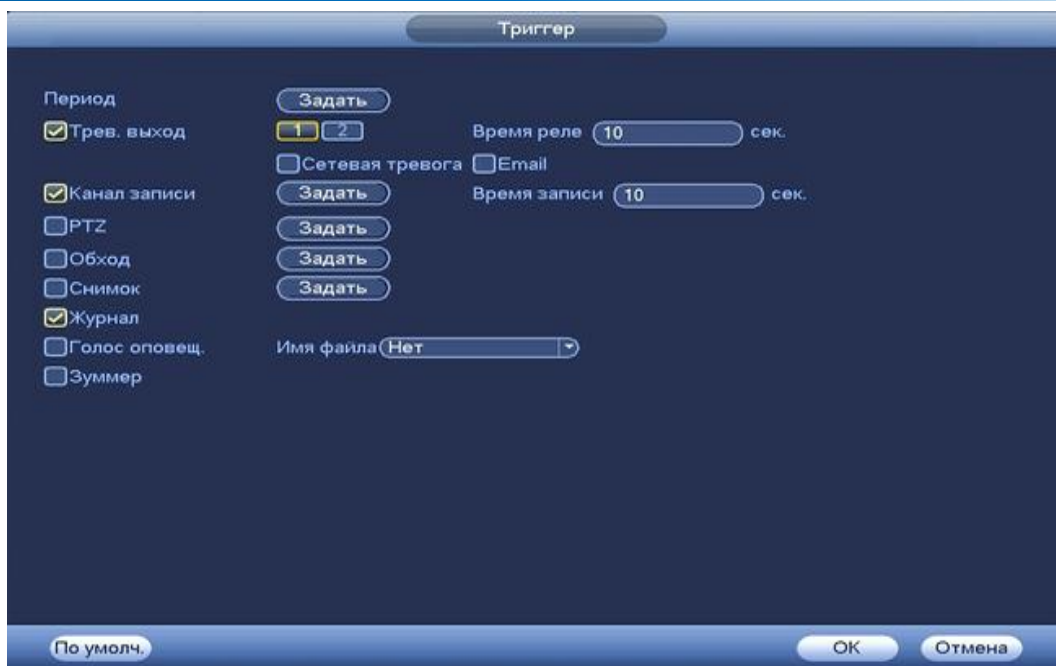 Триггер
Период Задать
Трев. выход 1 2 Время реле 10 сек.
Сетевая тревога Email
Канал записи Задать Время записи 10 сек.
PTZ Задать
Обход Задать
Снимок Задать
Журнал
Голос оповещ. Имя файла Нет
Зуммер
По умолч. OK Отмена